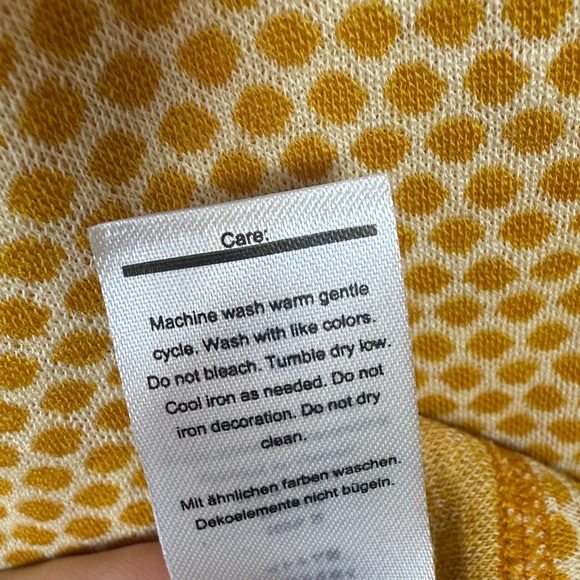 Care:
Machine wash warm gentle
cycle. Wash with like colors.
Do not bleach. Tumble dry low.
Cool iron as needed. Do not
iron decoration. Do not dry
clean.
Mit ähnlichen farben waschen.
Dekoelemente nicht bügeln.